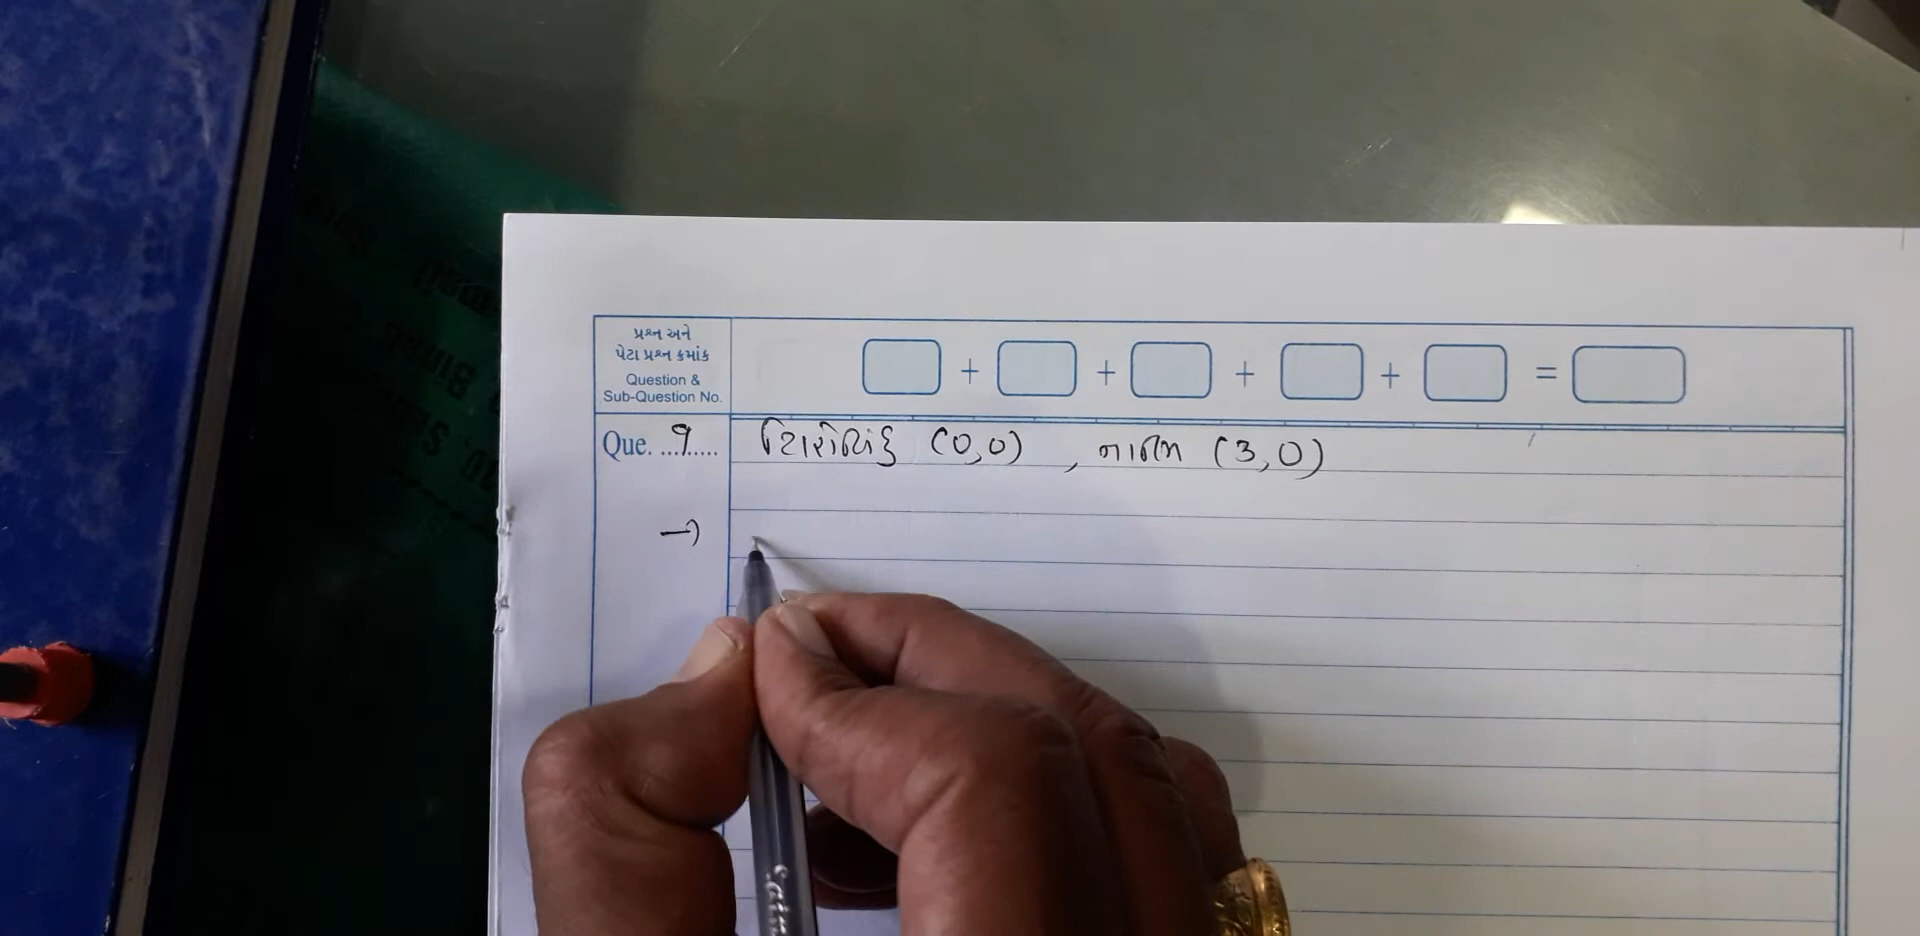 પ્રશ્ન અને
પેટા પ્રશ્ન ક્રમાંક
Question &
Sub-Question No.
+ + + + =
Que. ...9..... શિરોબિંદુ (0,0) , નાભિ (3,0)
→